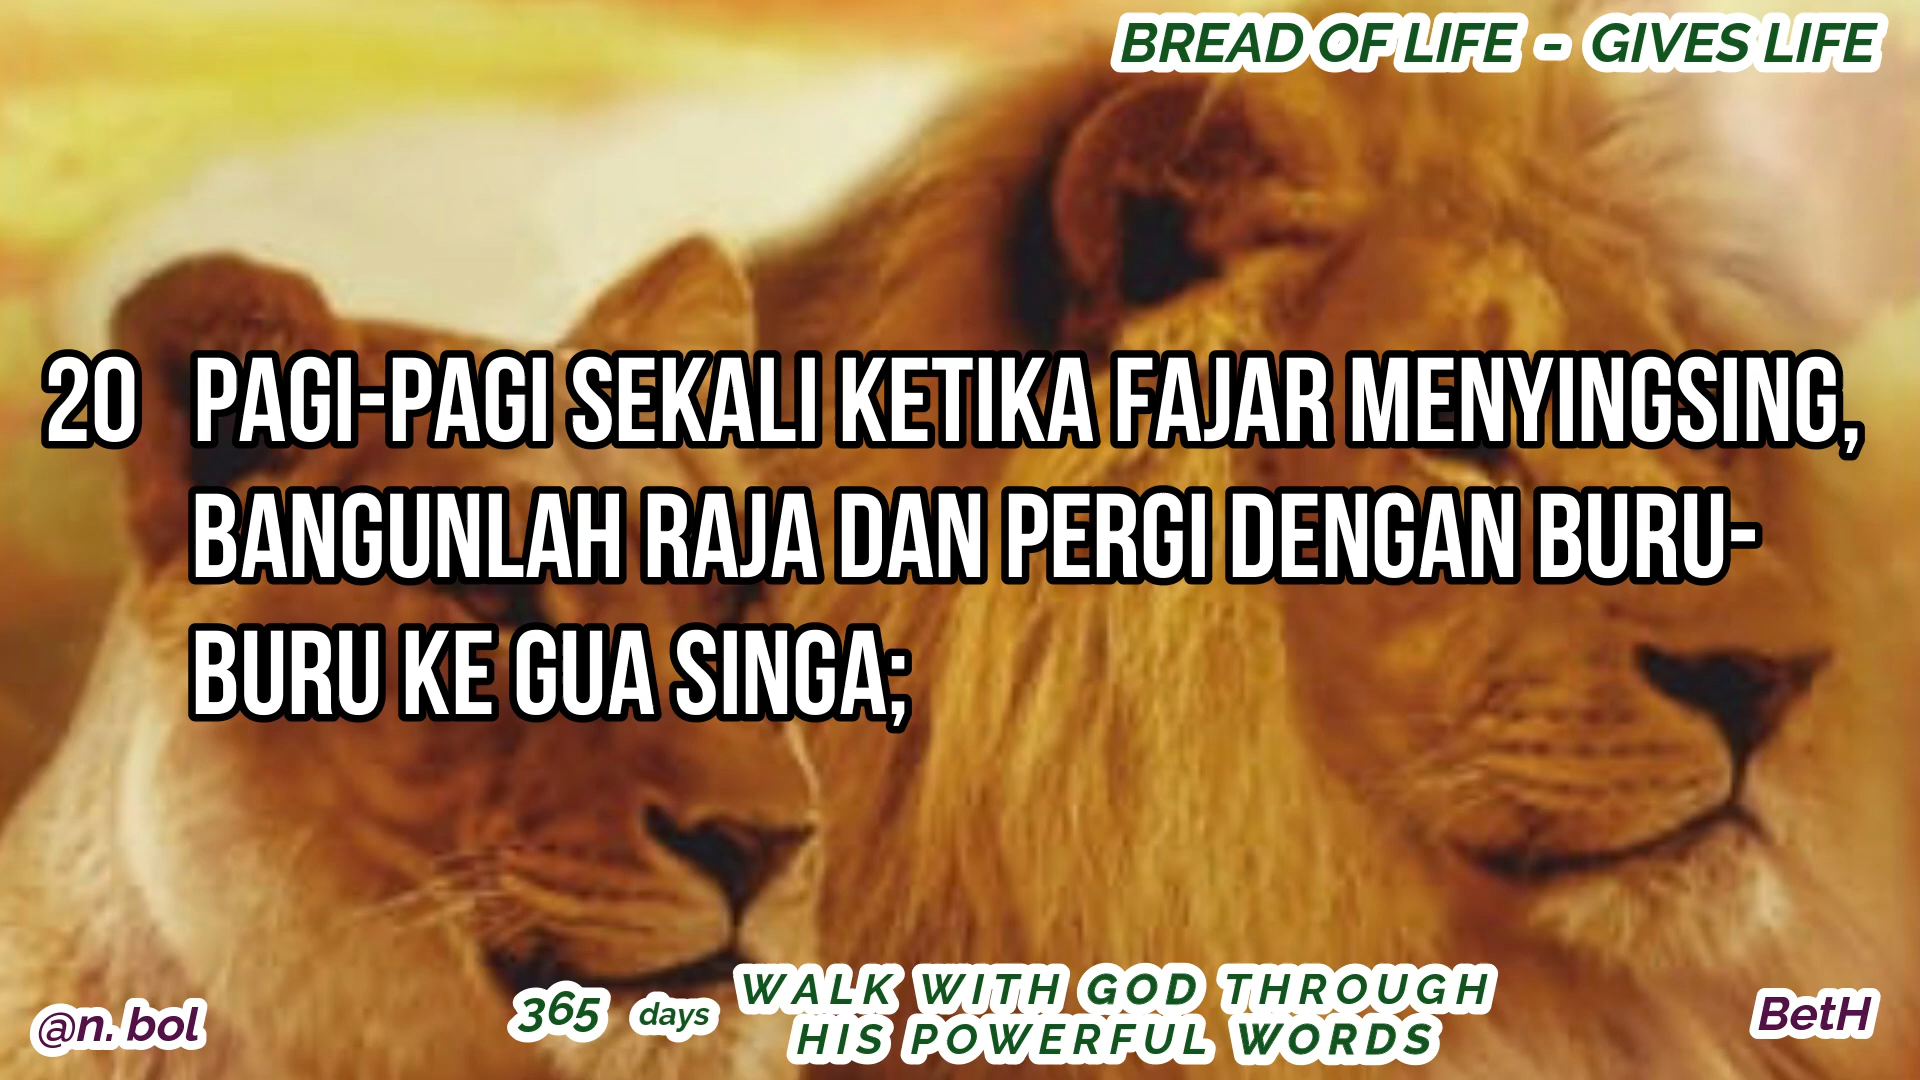 BREAD OF LIFE - GIVES LIFE
20 PAGI-PAGI SEKALI KETIKA FAJAR MENYINGSING,
BANGUNLAH RAJA DAN PERGI DENGAN BURU-
BURU KE GUA SINGA;
@n. bol
365 days
WALK WITH GOD THROUGH
HIS POWERFUL WORDS
BetH